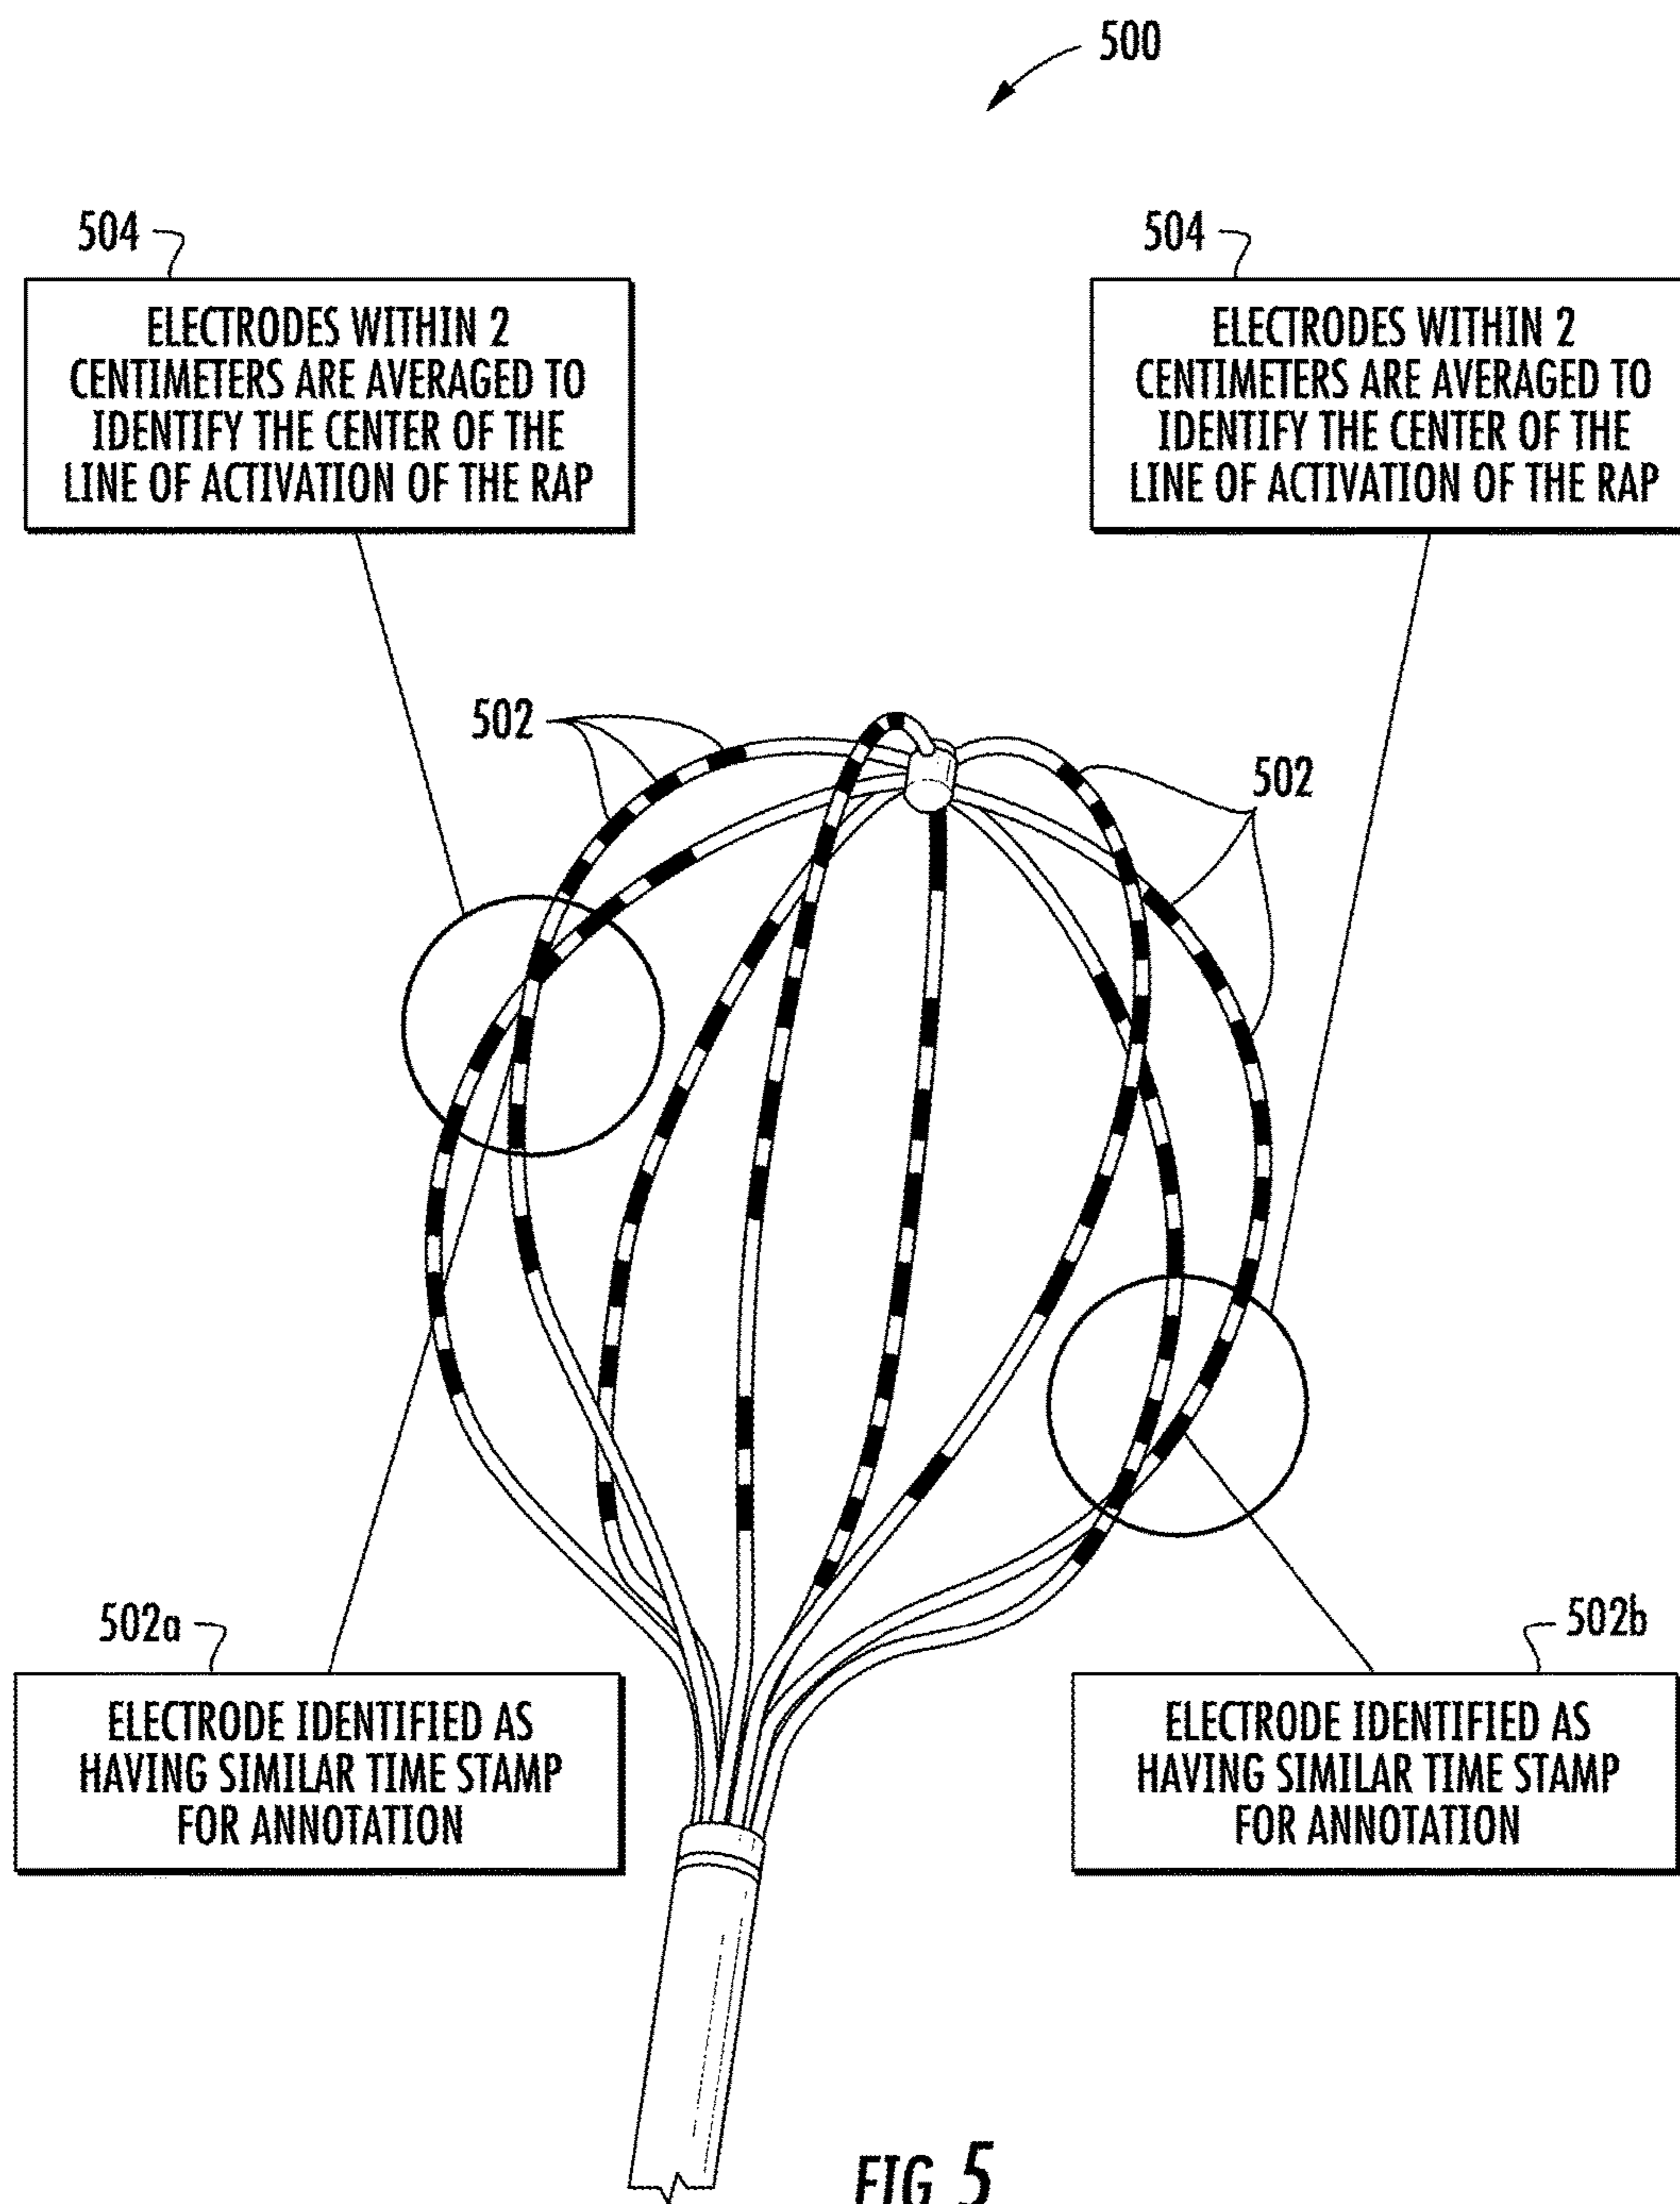 500
504
504
ELECTRODES WITHIN 2
CENTIMETERS ARE AVERAGED TO
IDENTIFY THE CENTER OF THE
LINE OF ACTIVATION OF THE RAP
ELECTRODES WITHIN 2
CENTIMETERS ARE AVERAGED TO
IDENTIFY THE CENTER OF THE
LINE OF ACTIVATION OF THE RAP
502
502
502a
502b
ELECTRODE IDENTIFIED AS
HAVING SIMILAR TIME STAMP
FOR ANNOTATION
ELECTRODE IDENTIFIED AS
HAVING SIMILAR TIME STAMP
FOR ANNOTATION
FIG 5